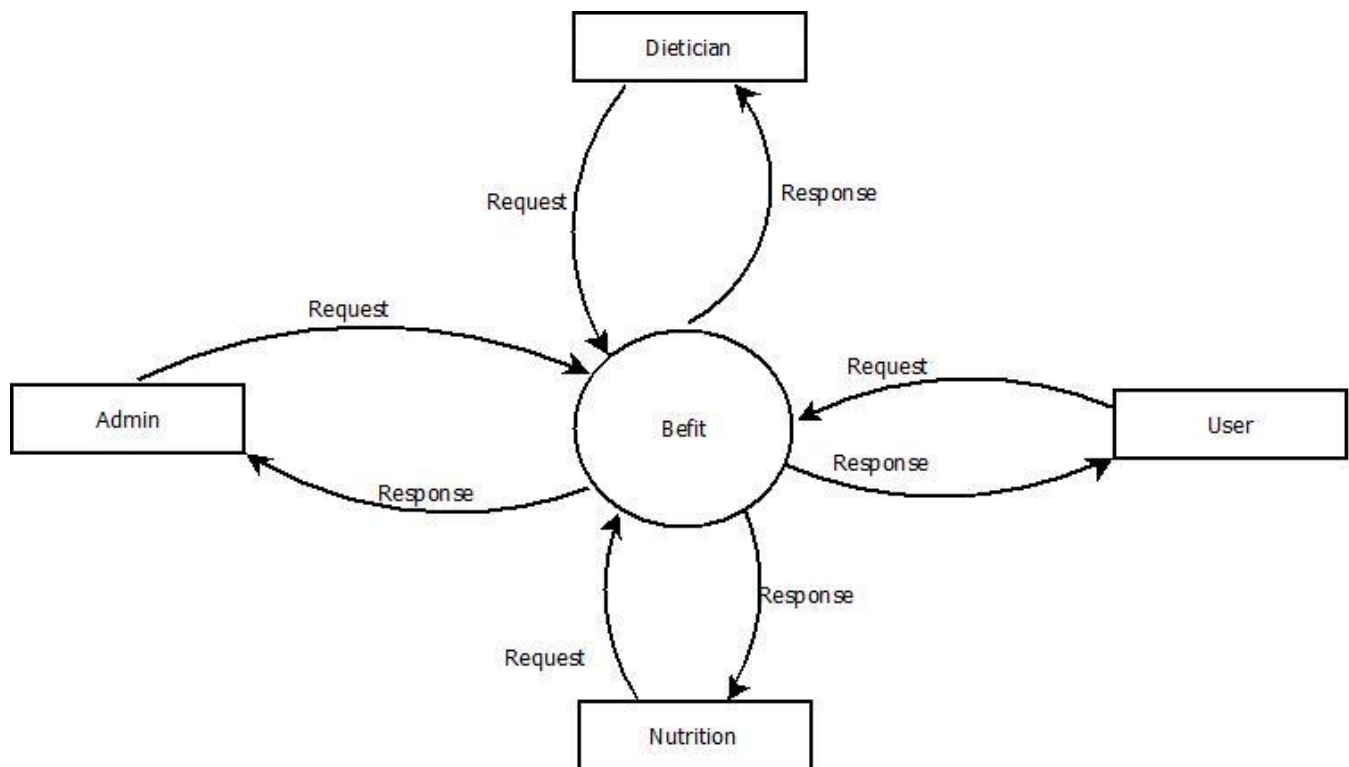 Dietician
Request
Response
Request
Request
Admin
Befit
User
Response
Response
Response
Request
Nutrition